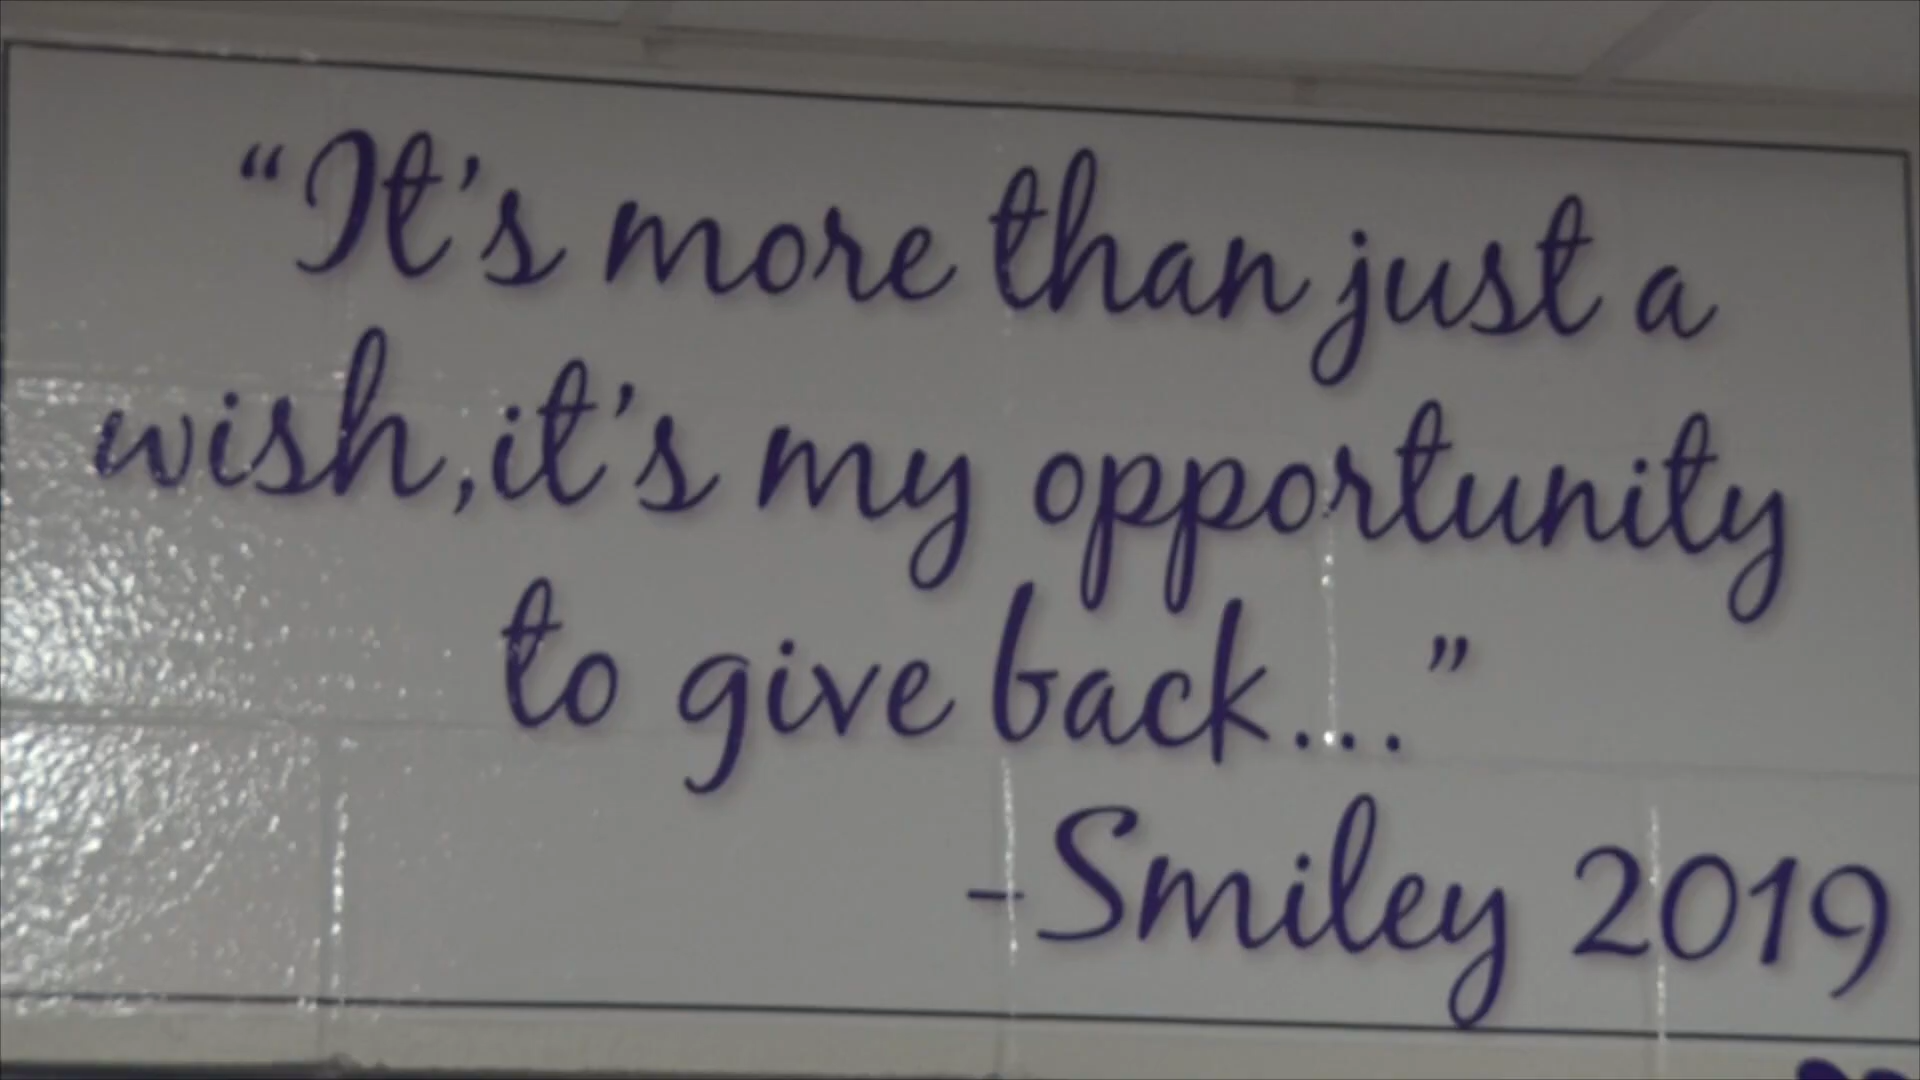 “It’s more than just a
wish,it’s my opportunity
to give back...”
-Smiley 2019